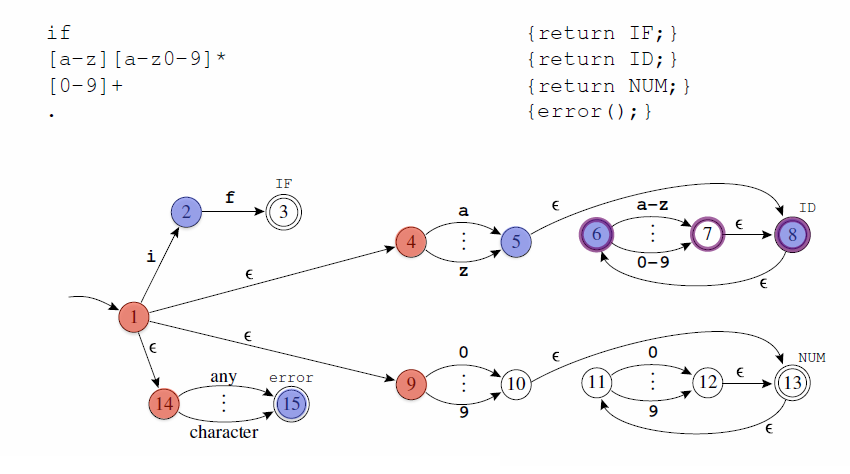 if {return IF;}
[a-z][a-z0-9]* {return ID;}
[0-9]+ {return NUM;}
. {error();}
IF
f
2
3
i
ϵ
a
⋮
z
4
5
ϵ
a-z
⋮
0-9
6
7
ϵ
8
ID
ϵ
1
ϵ
ϵ
any
⋮
character
14
15
error
0
⋮
9
9
10
ϵ
0
⋮
9
11
12
ϵ
13
NUM
ϵ